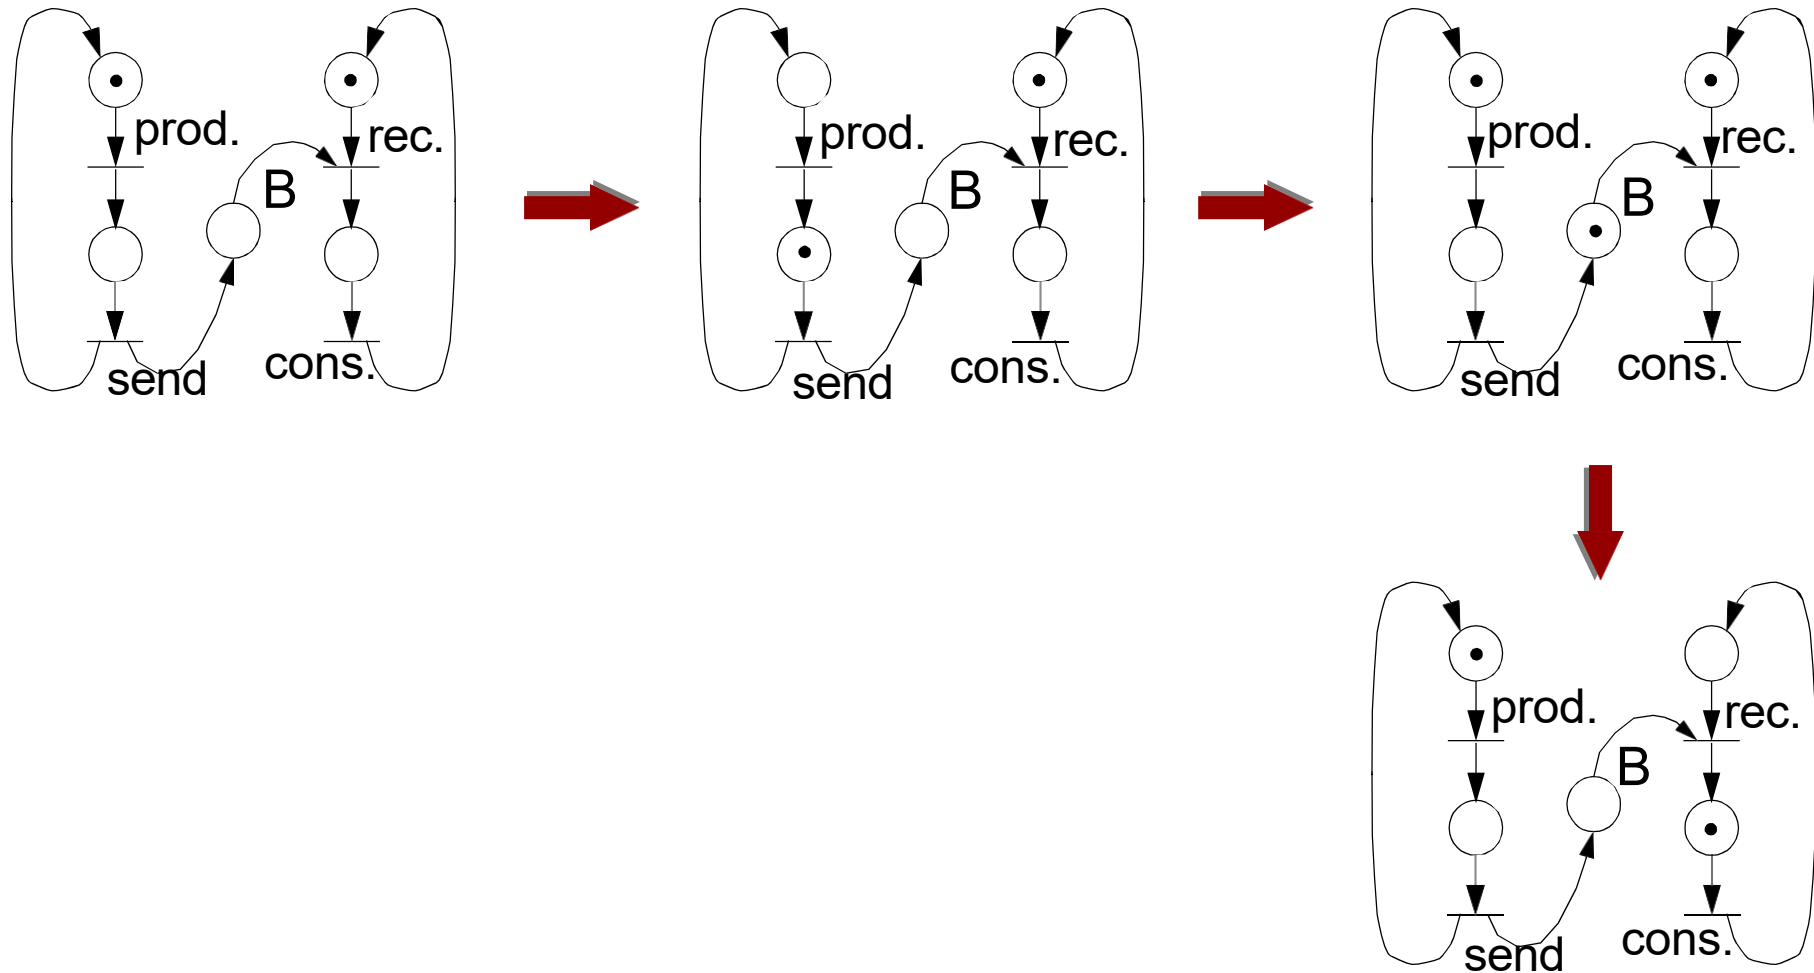 prod.
rec.
B
send
cons.
prod.
rec.
B
send
cons.
prod.
rec.
B
send
cons.
prod.
rec.
B
send
cons.